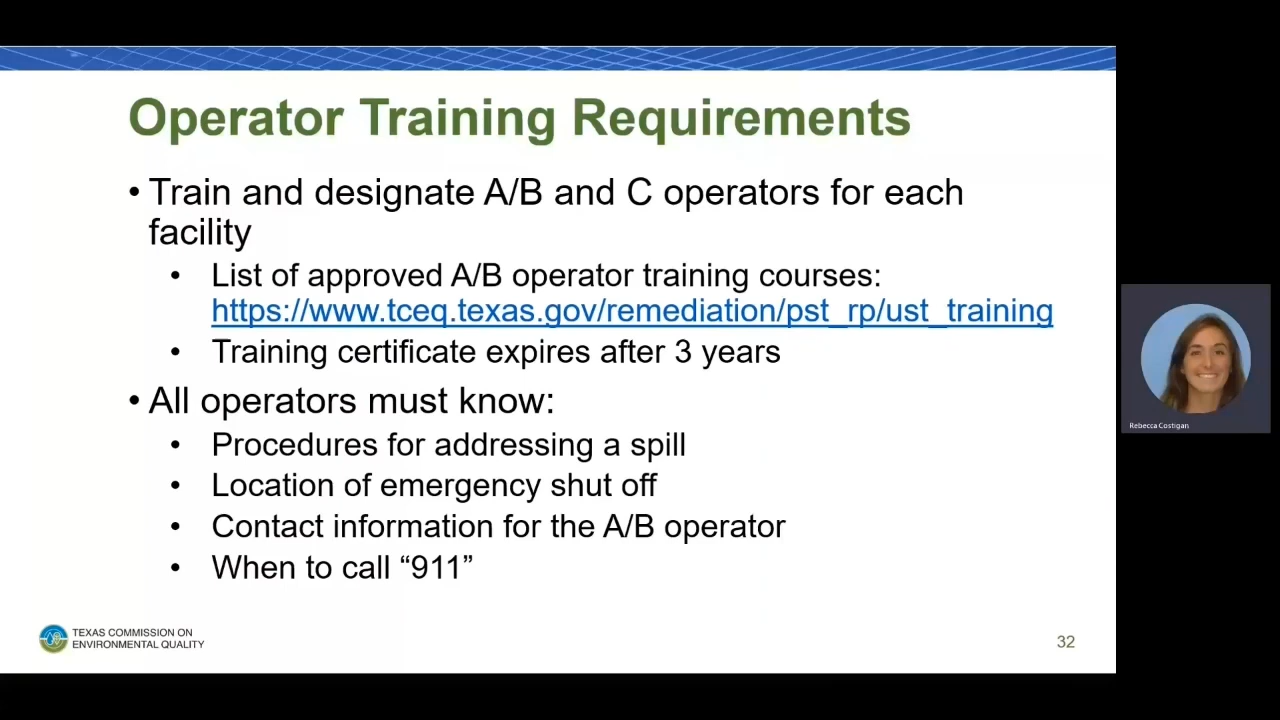 Operator Training Requirements
• Train and designate A/B and C operators for each
facility
• List of approved A/B operator training courses:
https://www.tceq.texas.gov/remediation/pst_rp/ust_training
• Training certificate expires after 3 years
• All operators must know:
• Procedures for addressing a spill
• Location of emergency shut off
• Contact information for the A/B operator
• When to call “911”
TEXAS COMMISSION ON
ENVIRONMENTAL QUALITY
32
Rebecca Costigan